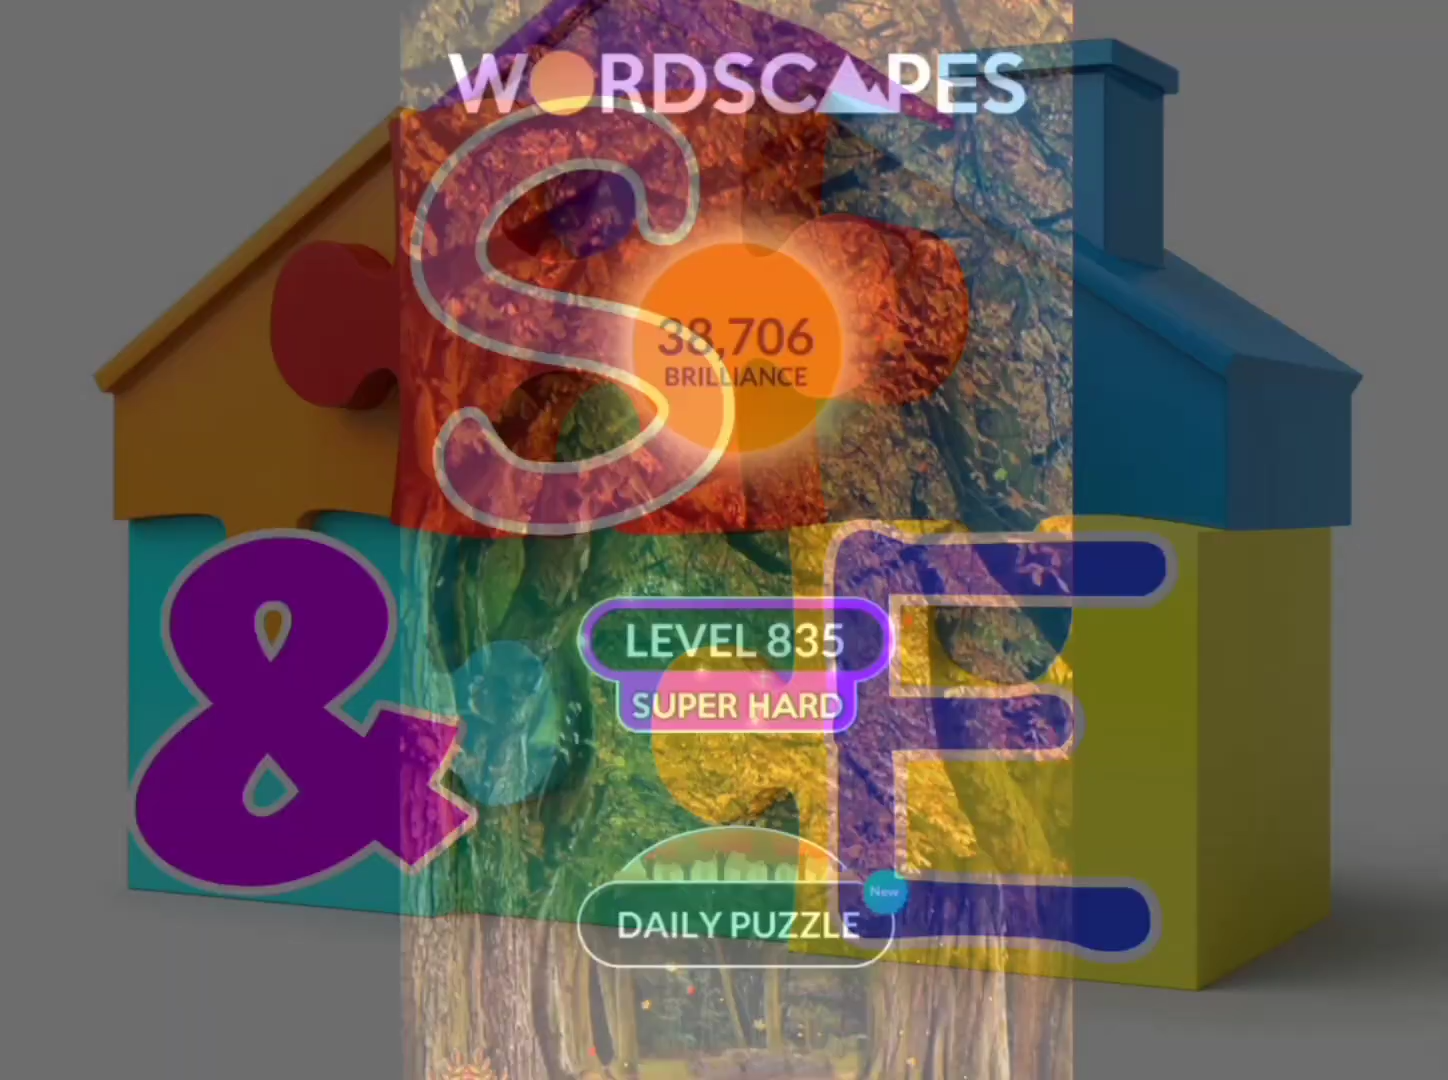 WORDSCAPES
S
38,706
BRILLIANCE
& E
LEVEL 835
SUPER HARD
New
DAILY PUZZLE